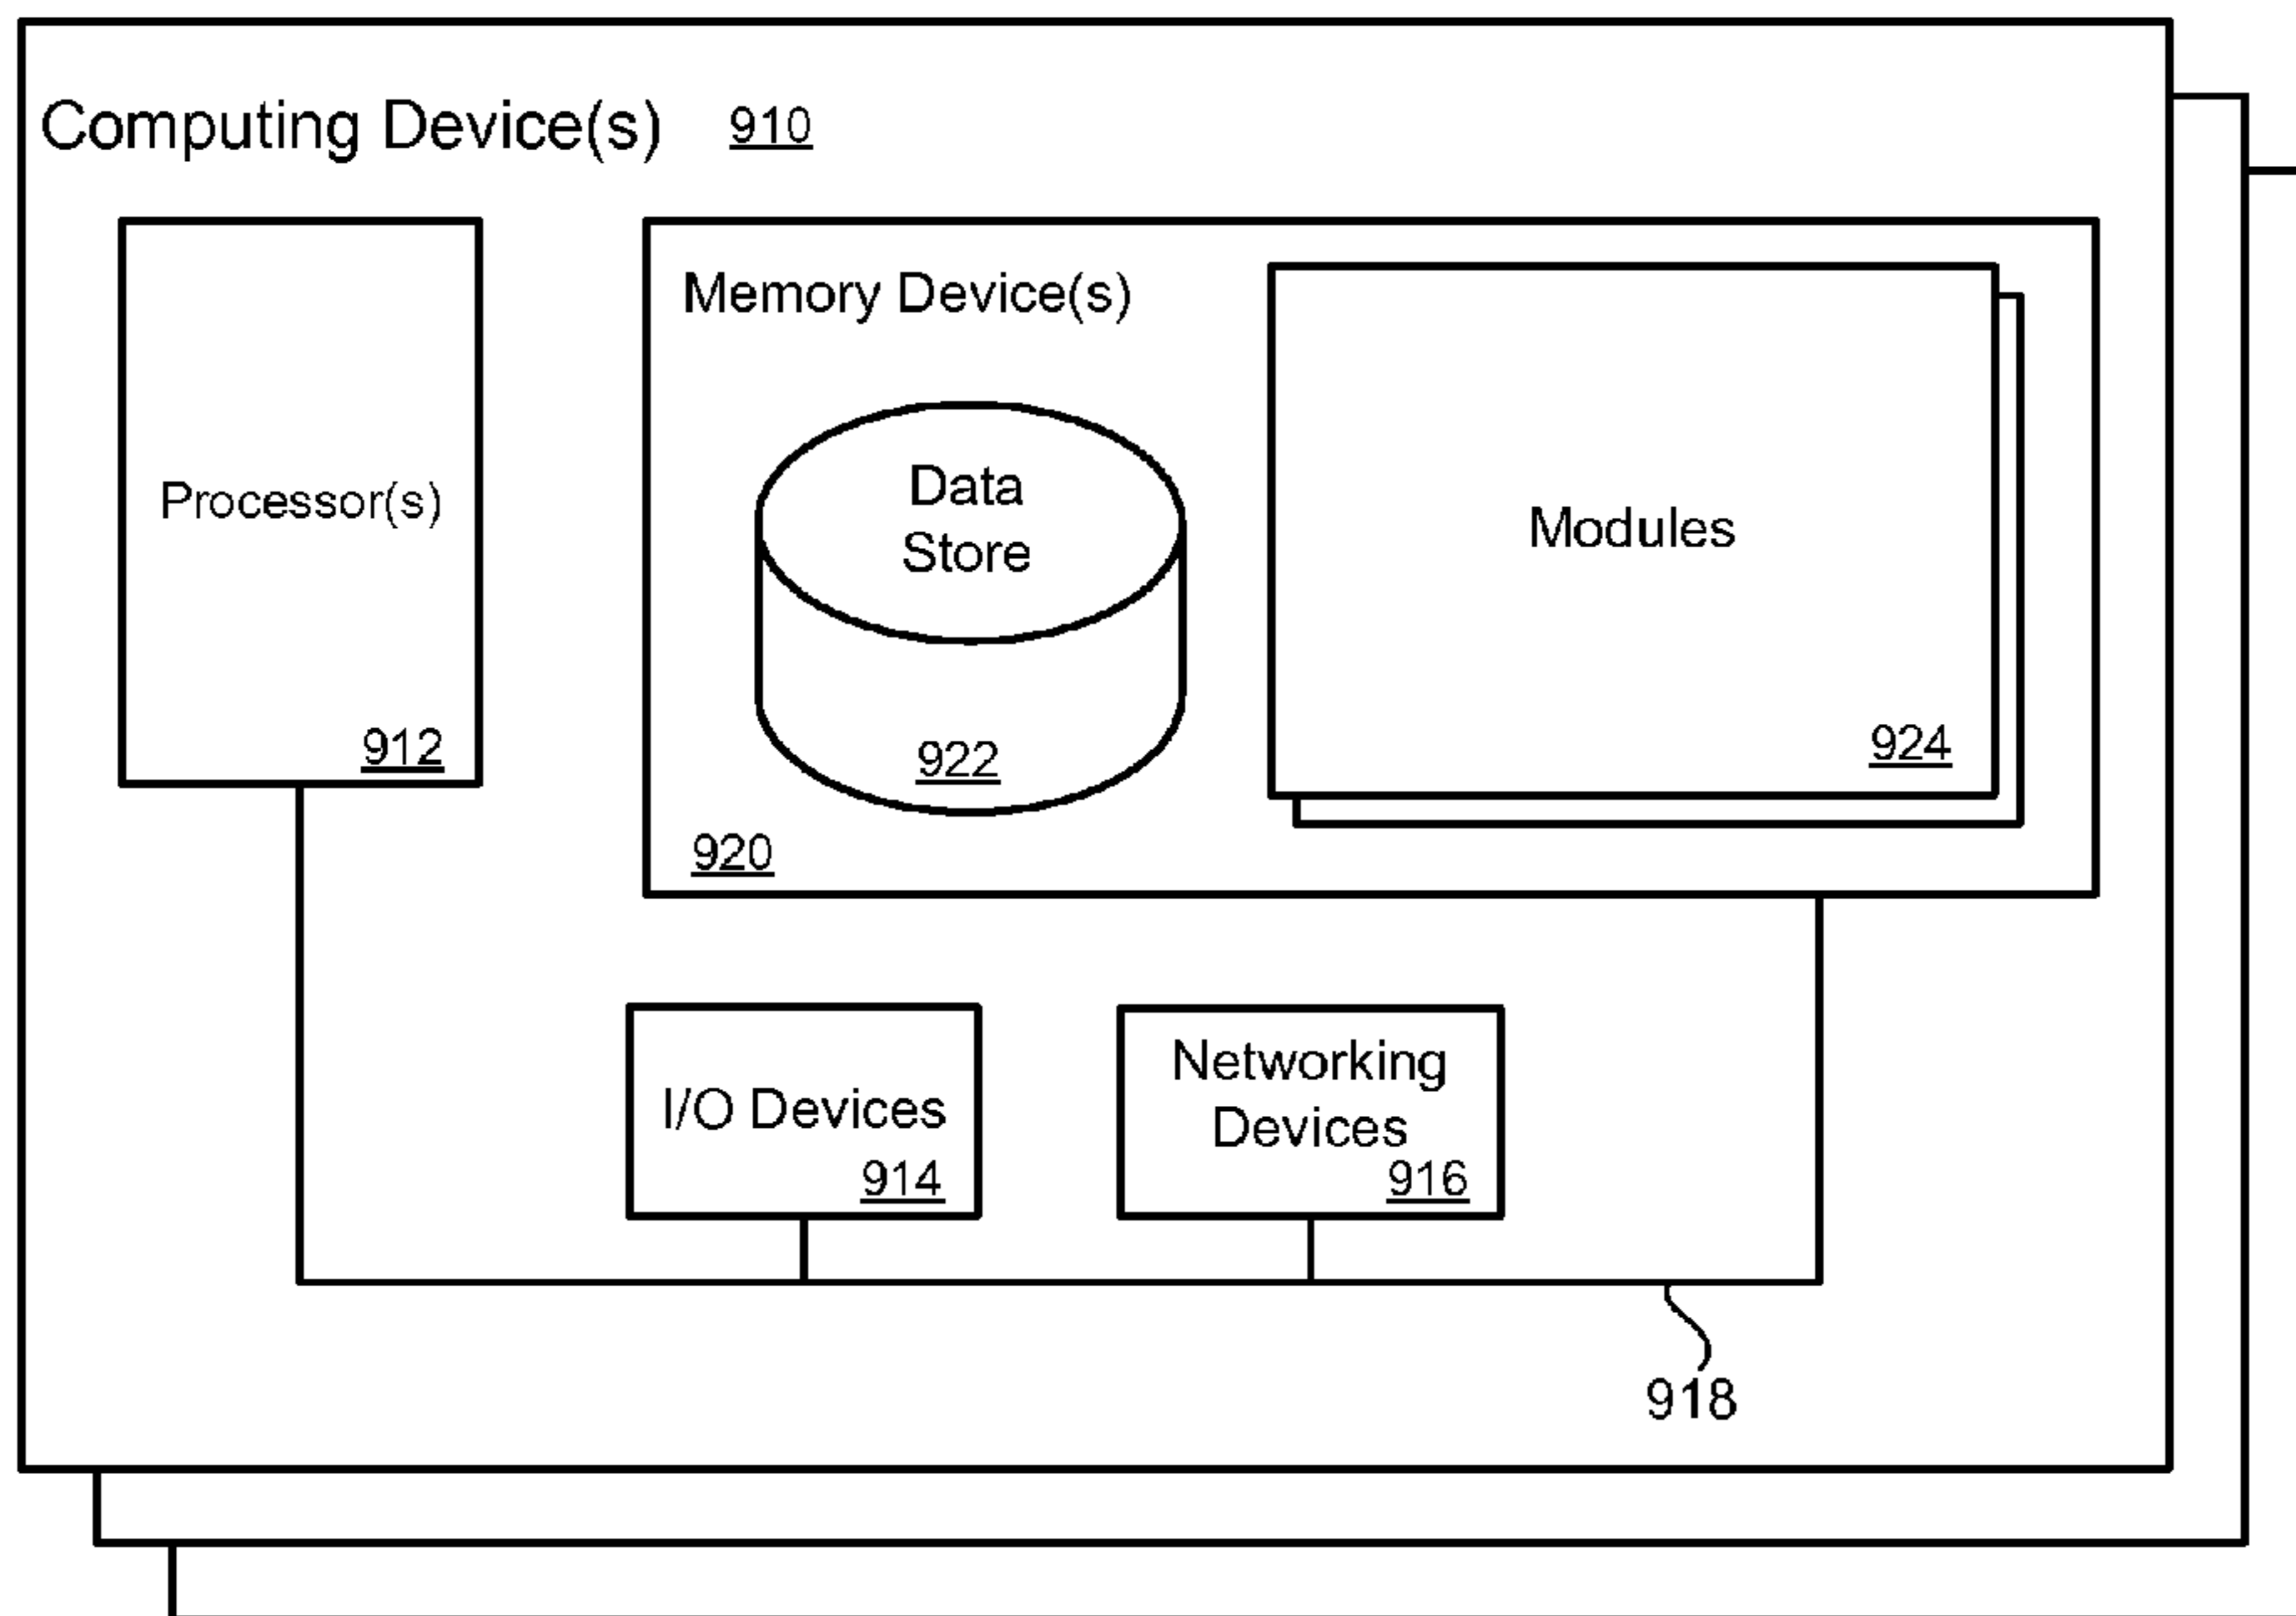 Computing Device(s) 910
Processor(s)
912
Memory Device(s)
Data
Store
922
920
Modules
924
I/O Devices
914
Networking
Devices
916
918